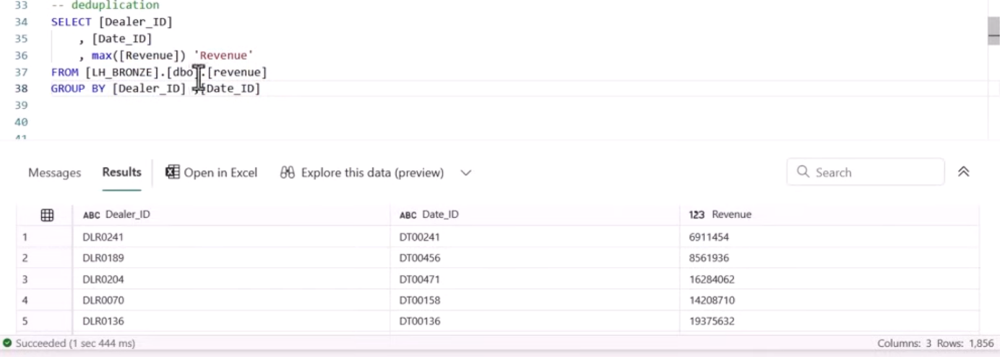 33 -- deduplication
34 SELECT [Dealer_ID]
35 , [Date_ID]
36 , max([Revenue]) 'Revenue'
37 FROM [LH_BRONZE].[dbo].[revenue]
38 GROUP BY [Dealer_ID] ,[Date_ID]
39
40
41
Messages Results Open in Excel Explore this data (preview) Search
ABC Dealer_ID ABC Date_ID 123 Revenue
1 DLR0241 DT00241 6911454
2 DLR0189 DT00456 8561936
3 DLR0204 DT00471 16284062
4 DLR0070 DT00158 14208710
5 DLR0136 DT00136 19375632
Succeeded (1 sec 444 ms) Columns: 3 Rows: 1,856